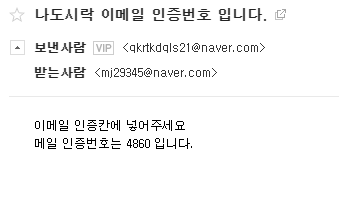 나도시락 이메일 인증번호 입니다.
보낸사람 VIP <qkrtkdqls21@naver.com>
받는사람 <mj29345@naver.com>
이메일 인증칸에 넣어주세요
메일 인증번호는 4860 입니다.